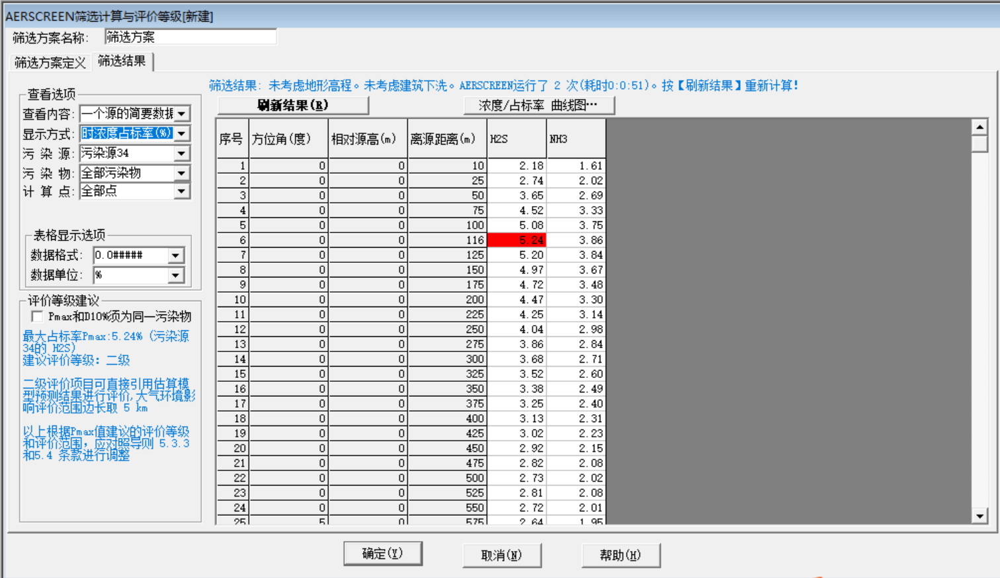 AERSCREEN筛选计算与评价等级[新建]
筛选方案名称: 筛选方案
筛选方案定义 筛选结果
筛选结果: 未考虑地形高程。未考虑建筑下洗。AERSCREEN运行了 2 次(耗时0:0:51)。按【刷新结果】重新计算!
刷新结果(R) 浓度/占标率 曲线图…
查看选项
查看内容: 一个源的简要数据
显示方式: 时浓度占标率(%)
污 染 源: 污染源34
污 染 物: 全部污染物
计 算 点: 全部点
表格显示选项
数据格式: 0.0#####
数据单位: %
评价等级建议
Pmax和D10%须为同一污染物
最大占标率Pmax:5.24% (污染源
34的 H2S)
建议评价等级: 二级
二级评价项目可直接引用估算模
型预测结果进行评价,大气环境影
响评价范围边长取 5 km
以上根据Pmax值建议的评价等级
和评价范围, 应对照导则 5.3.3
和5.4 条款进行调整
序号 方位角(度) 相对源高(m) 离源距离(m) H2S NH3
1 0 0 10 2.18 1.61
2 0 0 25 2.74 2.02
3 0 0 50 3.65 2.69
4 0 0 75 4.52 3.33
5 0 0 100 5.08 3.75
6 0 0 116 5.24 3.86
7 0 0 125 5.20 3.84
8 0 0 150 4.97 3.67
9 0 0 175 4.72 3.48
10 0 0 200 4.47 3.30
11 0 0 225 4.25 3.14
12 0 0 250 4.04 2.98
13 0 0 275 3.86 2.84
14 0 0 300 3.68 2.71
15 0 0 325 3.52 2.60
16 0 0 350 3.38 2.49
17 0 0 375 3.25 2.40
18 0 0 400 3.13 2.31
19 0 0 425 3.02 2.23
20 0 0 450 2.92 2.15
21 0 0 475 2.82 2.08
22 0 0 500 2.73 2.02
23 0 0 525 2.81 2.08
24 0 0 550 2.72 2.01
25 5 0 575 2.64 1.95
确定(Y) 取消(N) 帮助(H)